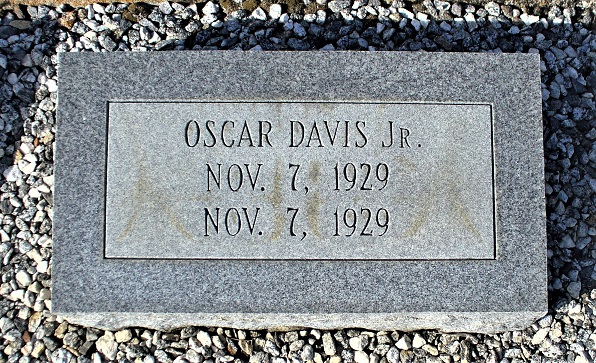 OSCAR DAVIS JR.
NOV. 7, 1929
NOV. 7, 1929